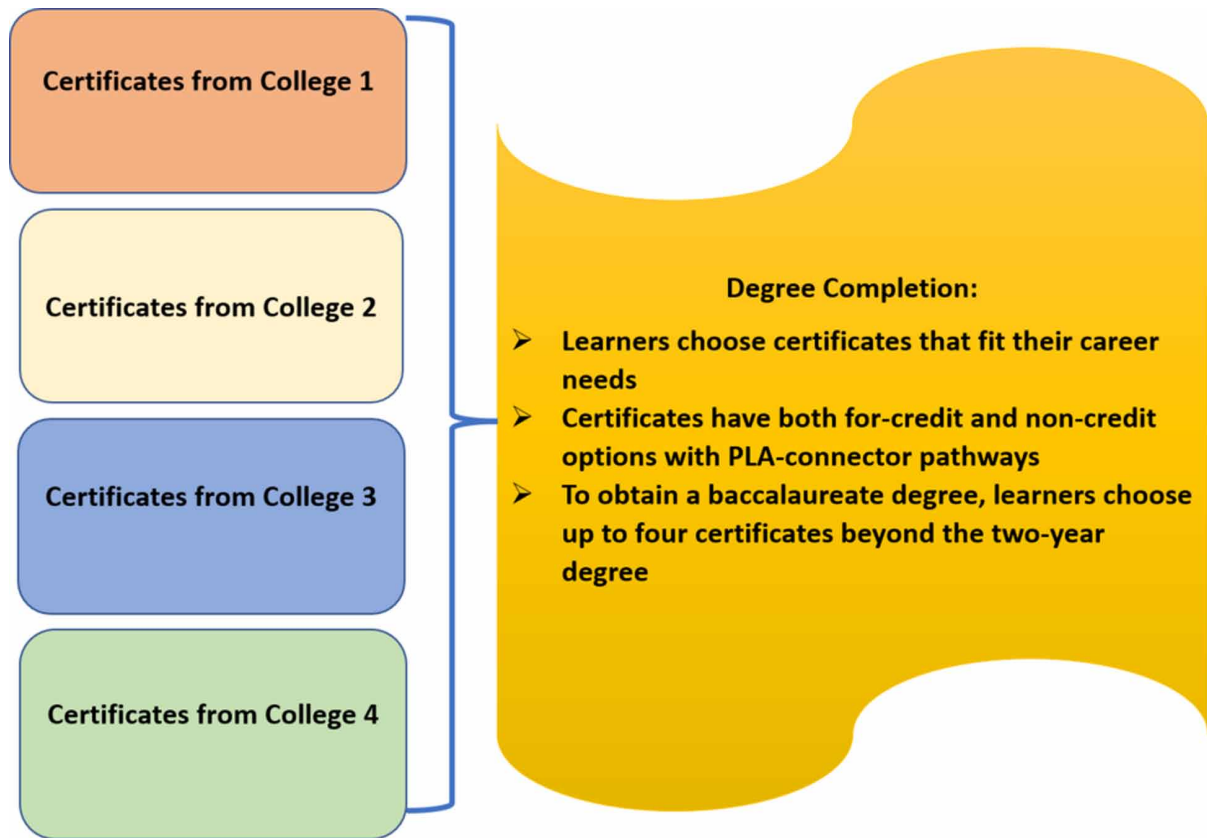 Certificates from College 1
Certificates from College 2
Certificates from College 3
Certificates from College 4
Degree Completion:
➢ Learners choose certificates that fit their career
needs
➢ Certificates have both for-credit and non-credit
options with PLA-connector pathways
➢ To obtain a baccalaureate degree, learners choose
up to four certificates beyond the two-year
degree